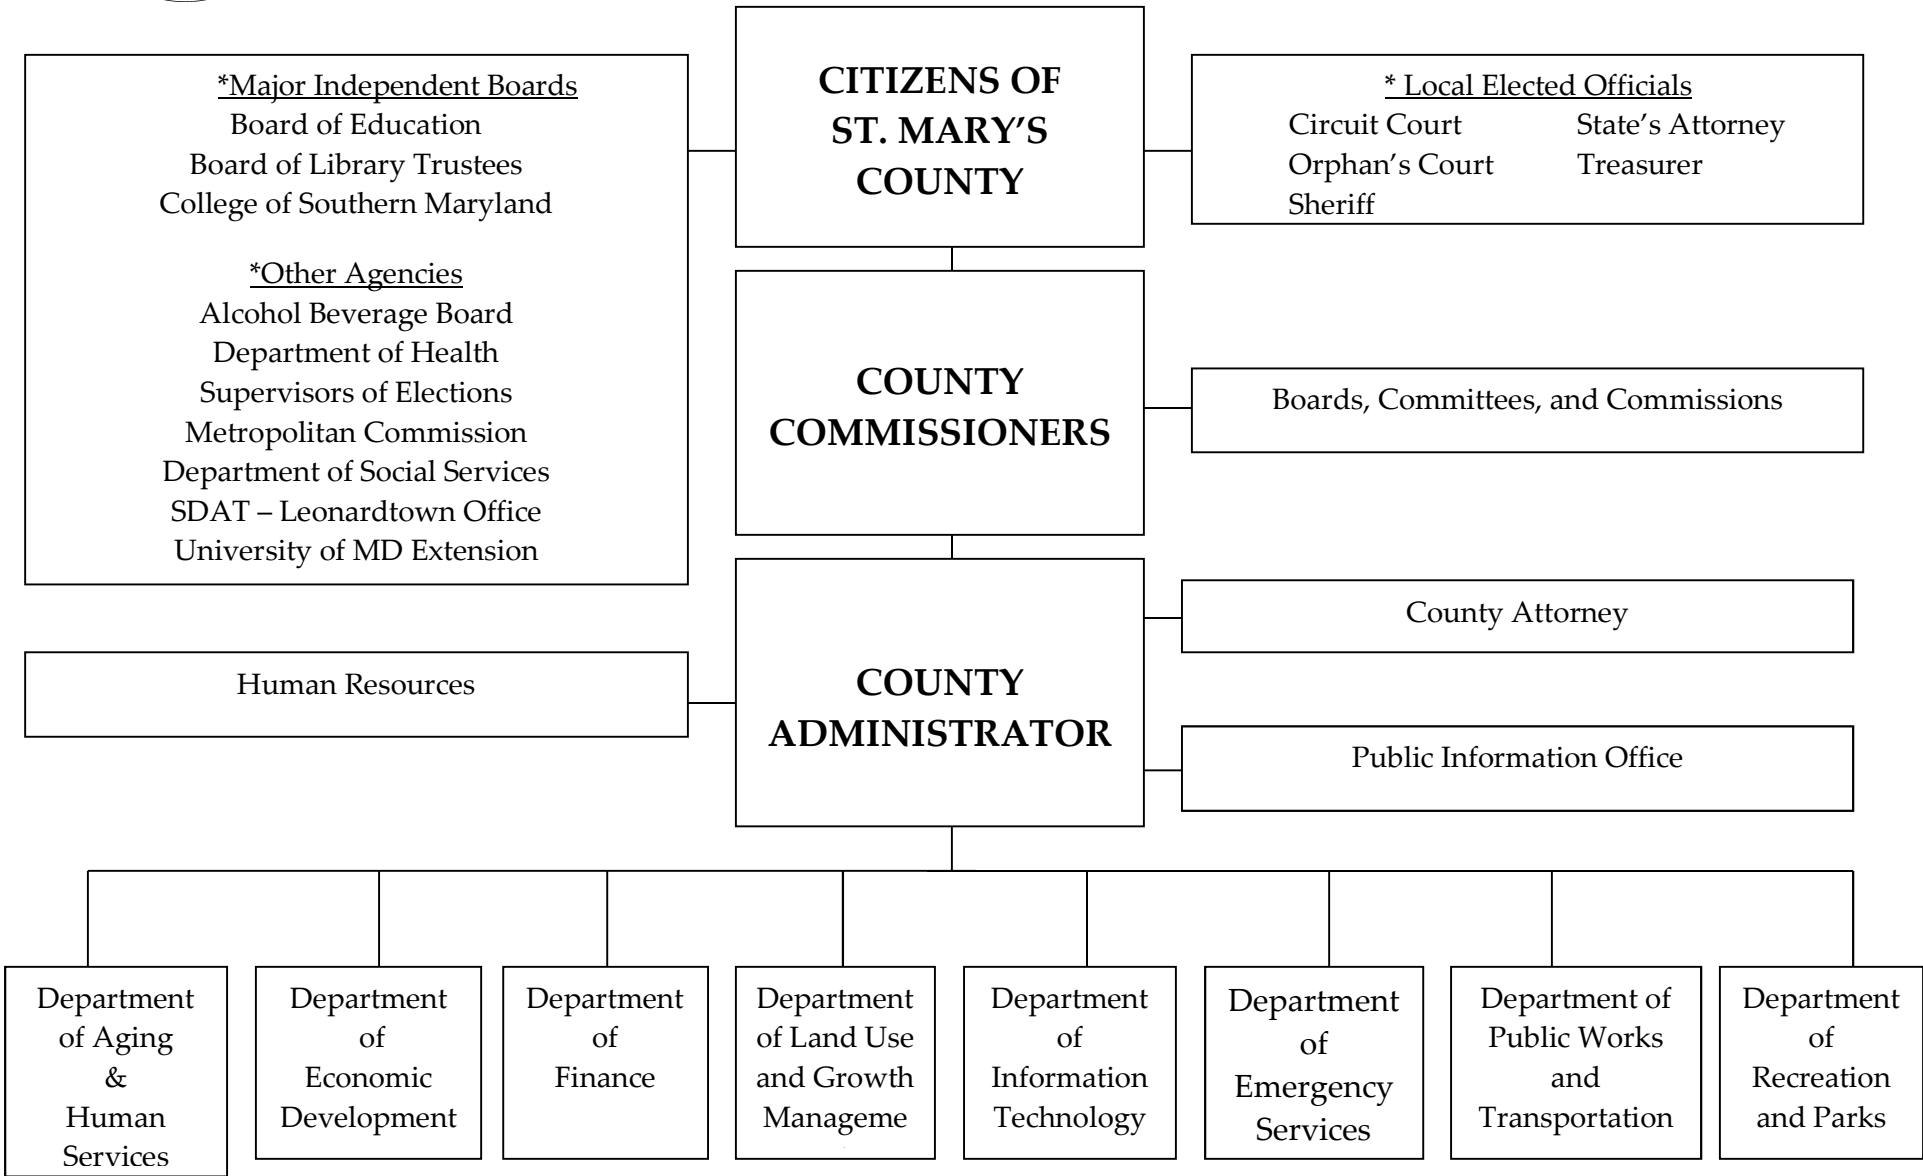 *Major Independent Boards
Board of Education
Board of Library Trustees
College of Southern Maryland
*Other Agencies
Alcohol Beverage Board
Department of Health
Supervisors of Elections
Metropolitan Commission
Department of Social Services
SDAT – Leonardtown Office
University of MD Extension
CITIZENS OF
ST. MARY’S
COUNTY
* Local Elected Officials
Circuit Court State’s Attorney
Orphan’s Court Treasurer
Sheriff
COUNTY
COMMISSIONERS
Boards, Committees, and Commissions
COUNTY
ADMINISTRATOR
County Attorney
Human Resources
Public Information Office
Department
of Aging
&
Human
Services
Department
of
Economic
Development
Department
of
Finance
Department
of Land Use
and Growth
Manageme
Department
of
Information
Technology
Department
of
Emergency
Services
Department of
Public Works
and
Transportation
Department
of
Recreation
and Parks